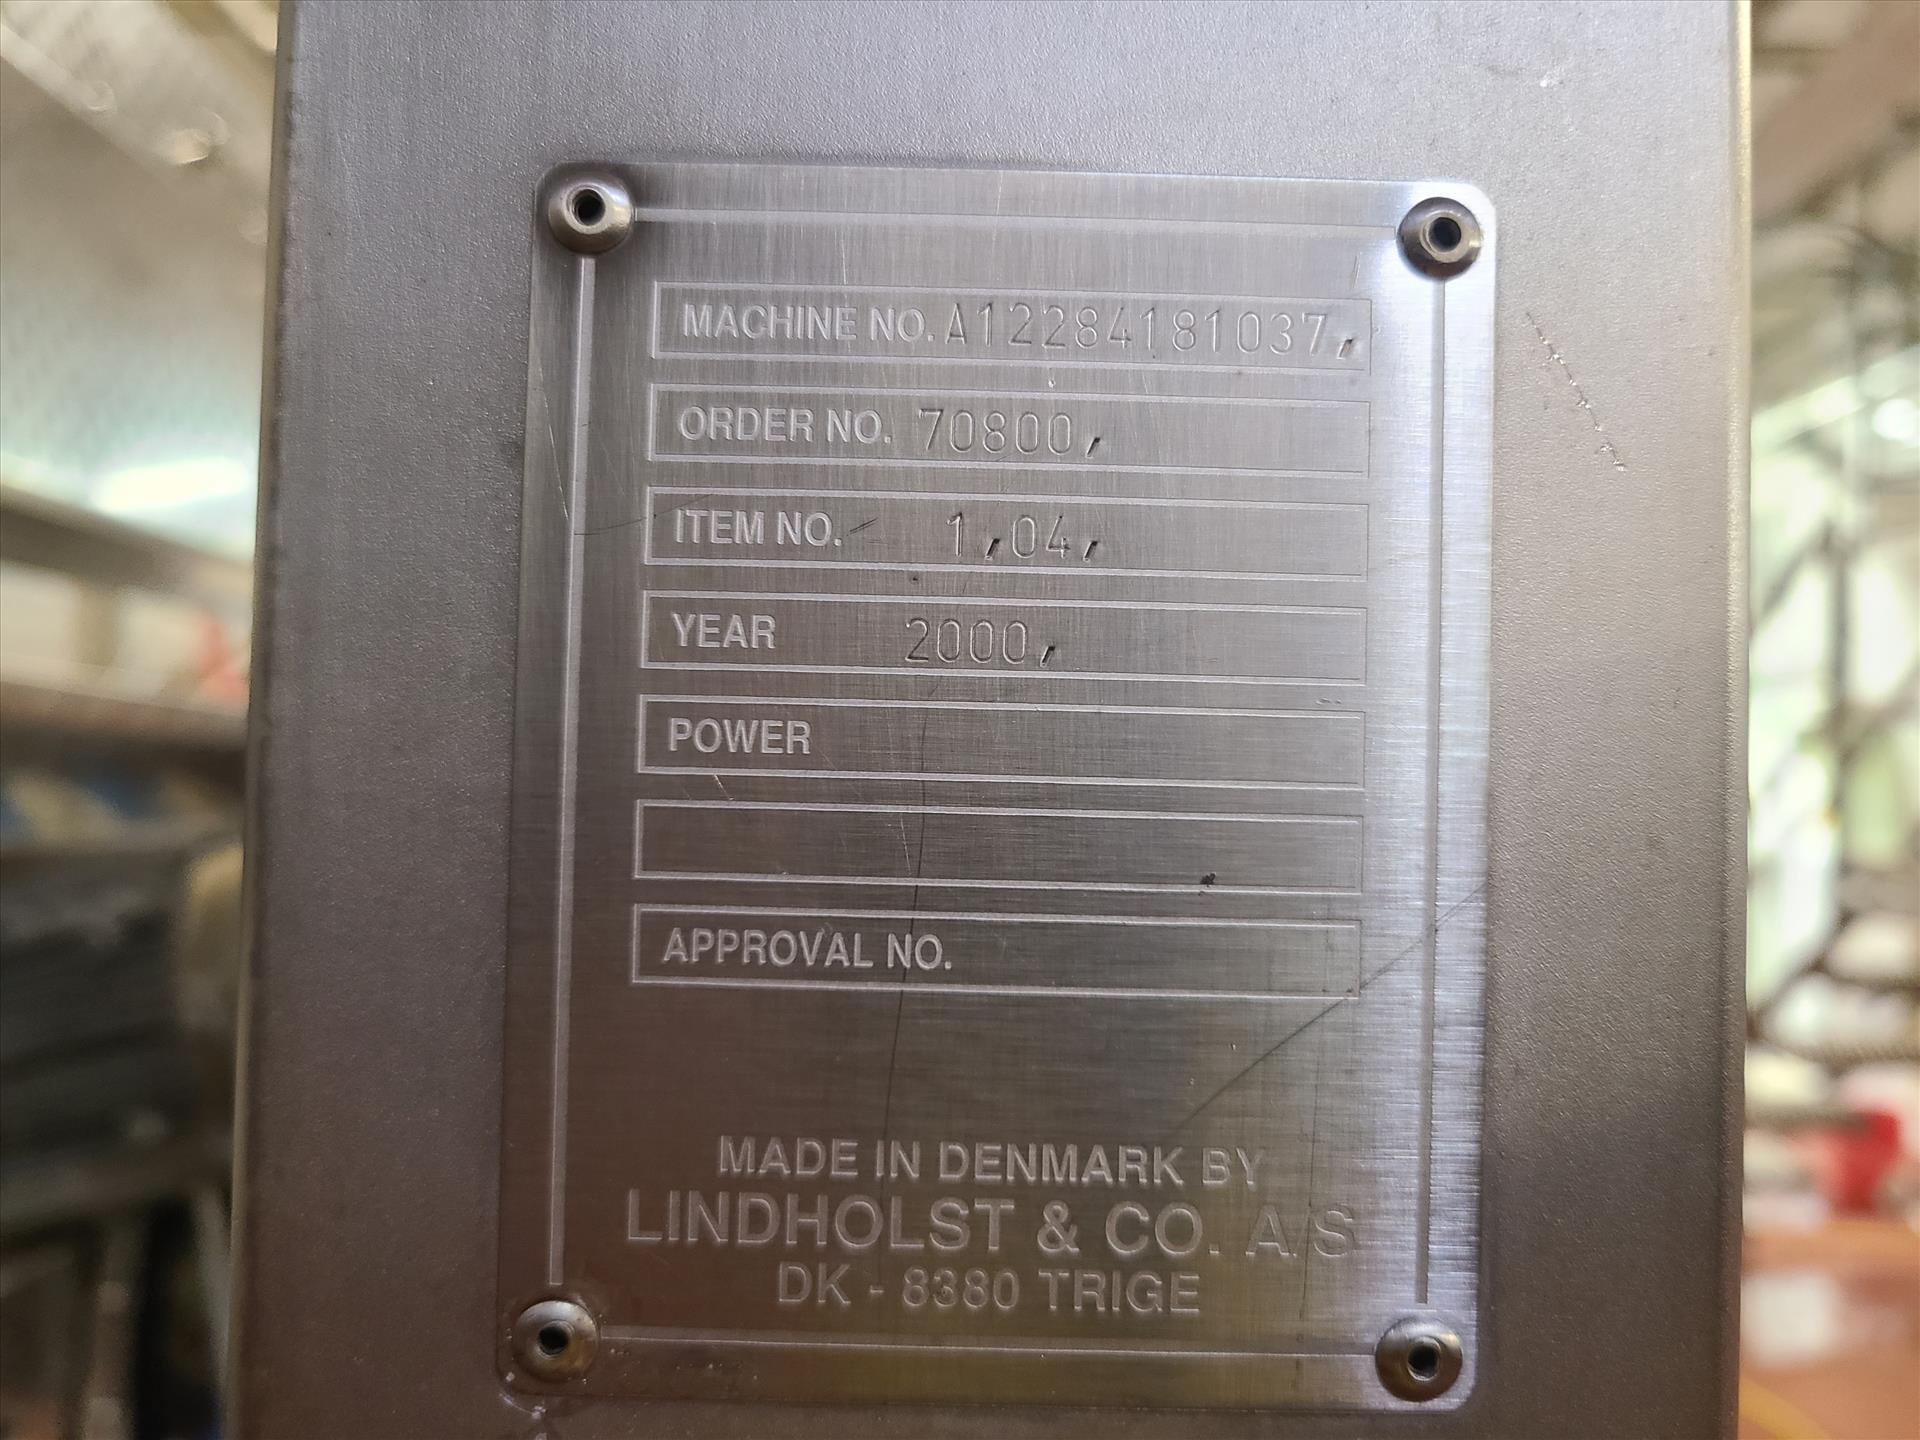 MACHINE NO. A12284181037,
ORDER NO. 70800,
ITEM NO. 1,04,
YEAR 2000,
POWER
APPROVAL NO.
MADE IN DENMARK BY
LINDHOLST & CO. A/S
DK - 8380 TRIGE